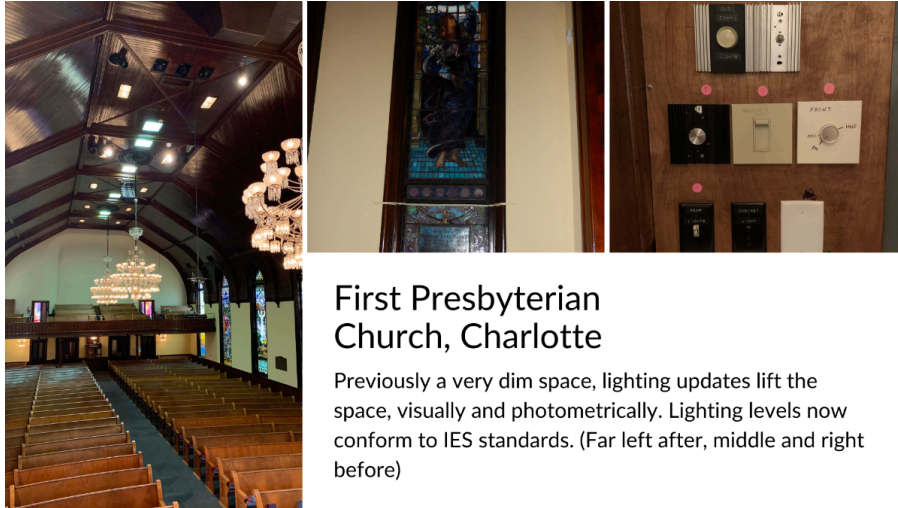 FRONT
HALF
First Presbyterian
Church, Charlotte
Previously a very dim space, lighting updates lift the
space, visually and photometrically. Lighting levels now
conform to IES standards. (Far left after, middle and right
before)